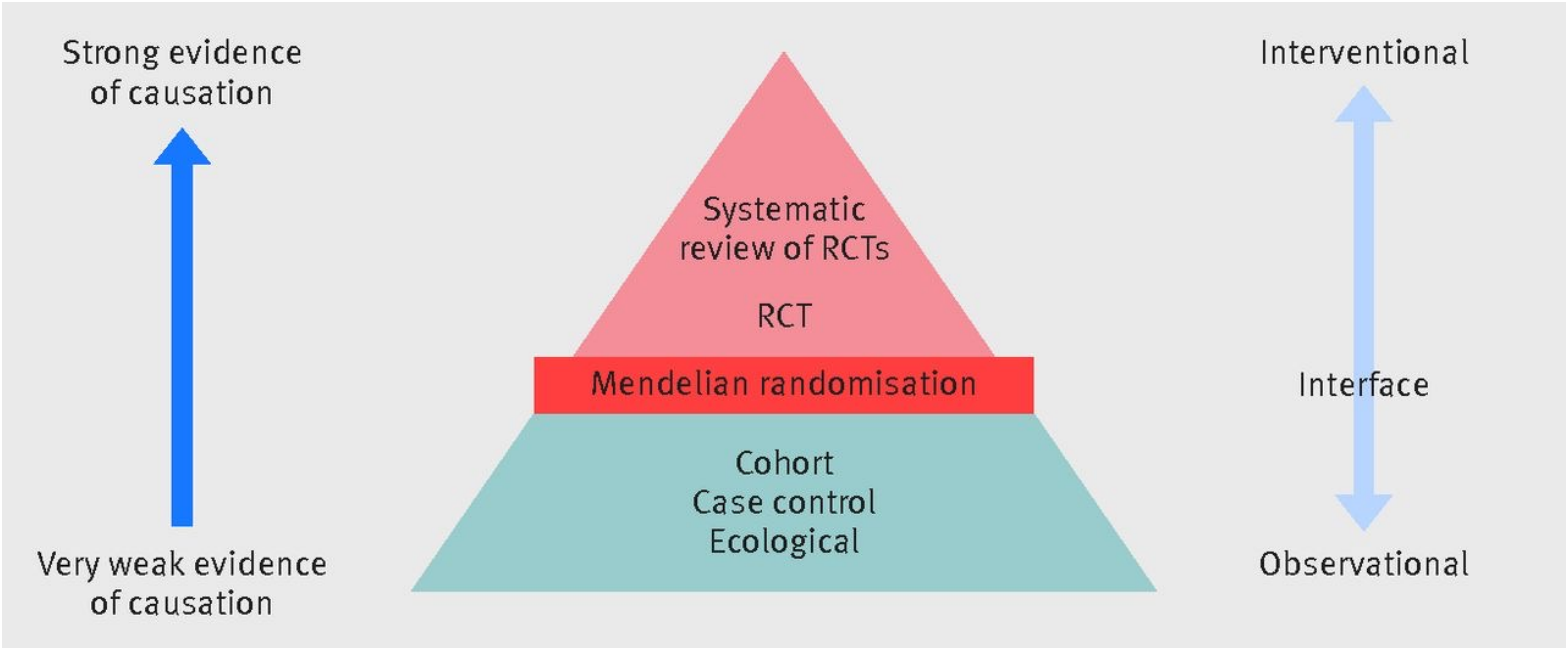 Strong evidence
of causation
Very weak evidence
of causation
Systematic
review of RCTs
RCT
Mendelian randomisation
Cohort
Case control
Ecological
Interventional
Interface
Observational